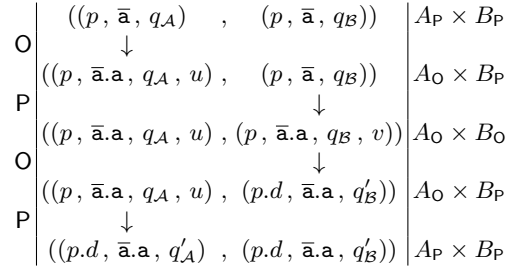 ((p , a̅, q_𝒜) , (p , a̅, q_ℬ)) A_P × B_P
O ↓
((p , a̅.a, q_𝒜 , u) , (p , a̅, q_ℬ)) A_O × B_P
P ↓
((p , a̅.a, q_𝒜 , u) , (p , a̅.a, q_ℬ , v)) A_O × B_O
O ↓
((p , a̅.a, q_𝒜 , u) , (p.d , a̅.a, q′_ℬ)) A_O × B_P
P ↓
((p.d , a̅.a, q′_𝒜) , (p.d , a̅.a, q′_ℬ)) A_P × B_P